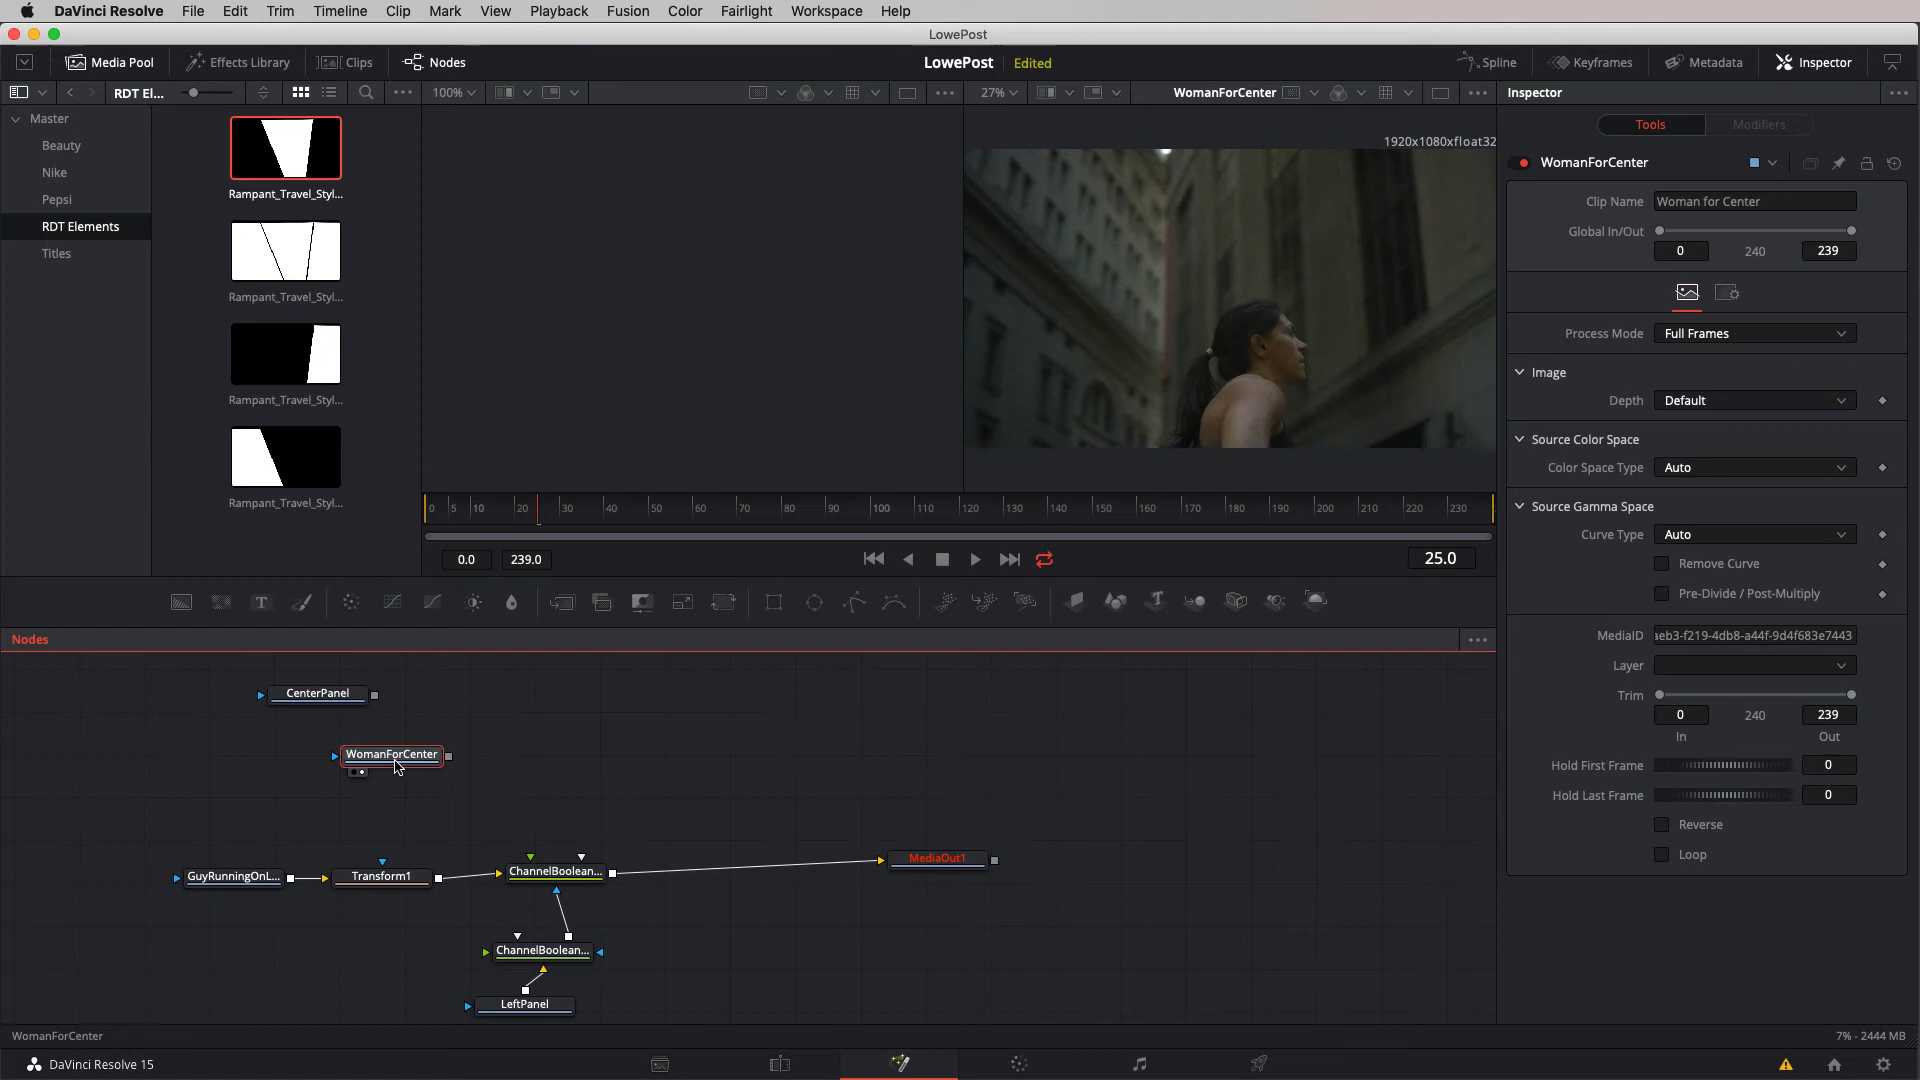 DaVinci Resolve File Edit Trim Timeline Clip Mark View Playback Fusion Color Fairlight Workspace Help
LowePost
Media Pool Effects Library Clips Nodes LowePost Edited Spline Keyframes Metadata Inspector
RDT El... 100% 27% WomanForCenter Inspector
Master
Beauty
Nike
Pepsi
RDT Elements
Titles
Rampant_Travel_Styl...
Rampant_Travel_Styl...
Rampant_Travel_Styl...
Rampant_Travel_Styl...
1920x1080xfloat32
0 5 10 20 30 40 50 60 70 80 90 100 110 120 130 140 150 160 170 180 190 200 210 220 230
0.0 239.0 25.0
Tools Modifiers
WomanForCenter
Clip Name Woman for Center
Global In/Out
0 240 239
Process Mode Full Frames
Image
Depth Default
Source Color Space
Color Space Type Auto
Source Gamma Space
Curve Type Auto
Remove Curve
Pre-Divide / Post-Multiply
MediaID aeb3-f219-4db8-a44f-9d4f683e7443
Layer
Trim
0 240 239
In Out
Hold First Frame 0
Hold Last Frame 0
Reverse
Loop
Nodes
CenterPanel
WomanForCenter
GuyRunningOnL... Transform1 ChannelBoolean... MediaOut1
ChannelBoolean...
LeftPanel
WomanForCenter 7% - 2444 MB
DaVinci Resolve 15